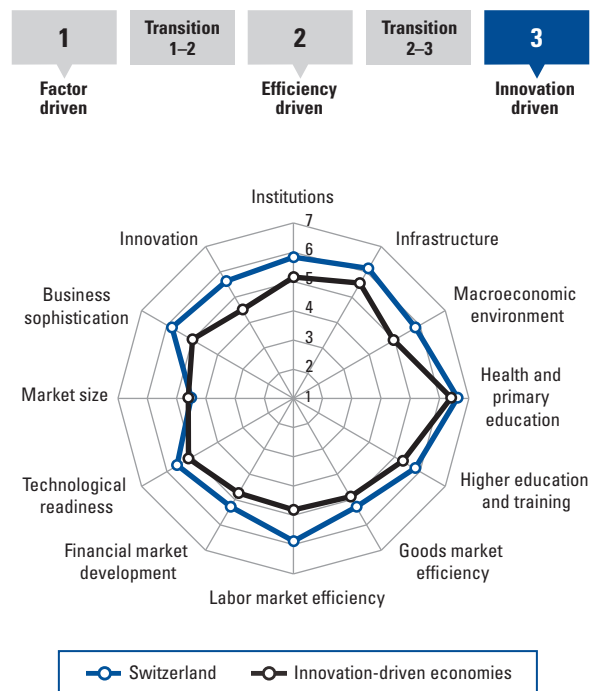 1
Transition
1–2
2
Transition
2–3
3
Factor
driven
Efficiency
driven
Innovation
driven
Institutions
7
Innovation
Infrastructure
6
5
Business
sophistication
Macroeconomic
environment
4
3
2
Market size
1
Health and
primary
education
Technological
readiness
Higher education
and training
Financial market
development
Goods market
efficiency
Labor market efficiency
Switzerland
Innovation-driven economies